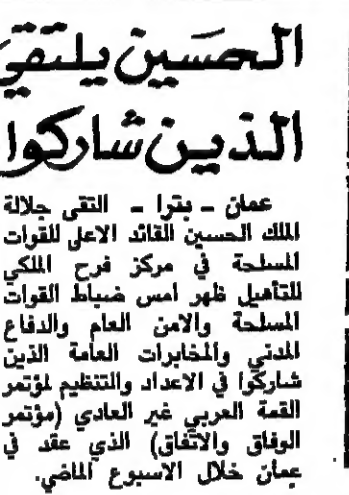 الحسين يلتقي
الذين شاركوا
عمان ـ بترا ـ التقى جلالة
الملك الحسين القائد الاعلى للقوات
المسلحة في مركز فرح الملكي
للتأهيل ظهر امس ضباط القوات
المسلحة والامن العام والدفاع
المدني والمخابرات العامة الذين
شاركوا في الاعداد والتنظيم لمؤتمر
القمة العربي غير العادي (مؤتمر
الوفاق والاتفاق) الذي عقد في
عمان خلال الاسبوع الماضي.